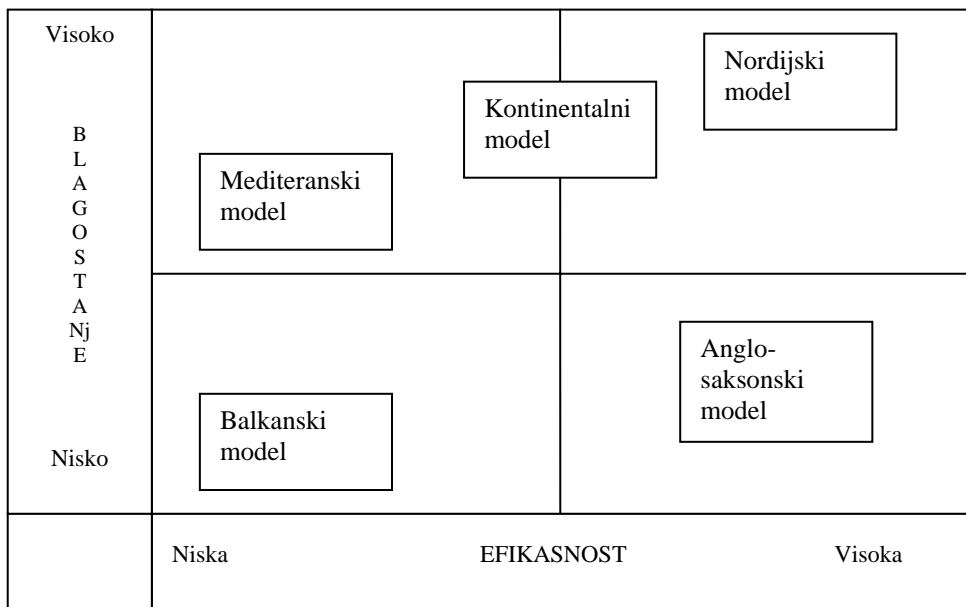 Visoko
B
L
A
G
O
S
T
A
Nj
E
Nisko
Nordijski
model
Kontinentalni
model
Mediteranski
model
Anglo-
saksonski
model
Balkanski
model
Niska EFIKASNOST Visoka